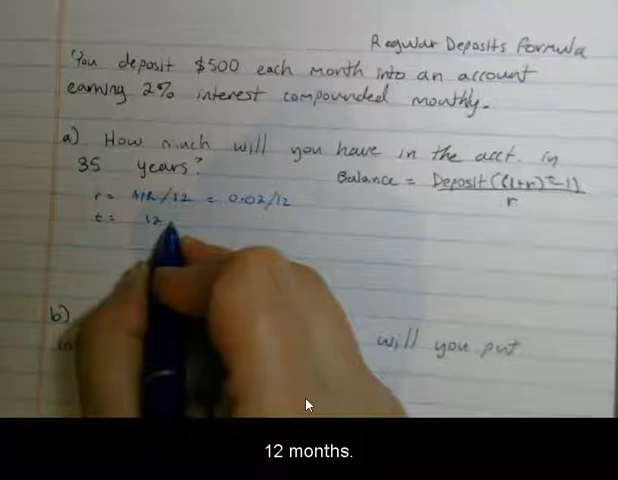 Regular Deposits Formula
You deposit $500 each month into an account
earning 2% interest compounded monthly.
a) How much will you have in the acct. in
35 years?
Balance = Deposit((1+r)^t-1)
r
r = APR/12 = 0.02/12
t = 12
b)
in
will you put
12 months.